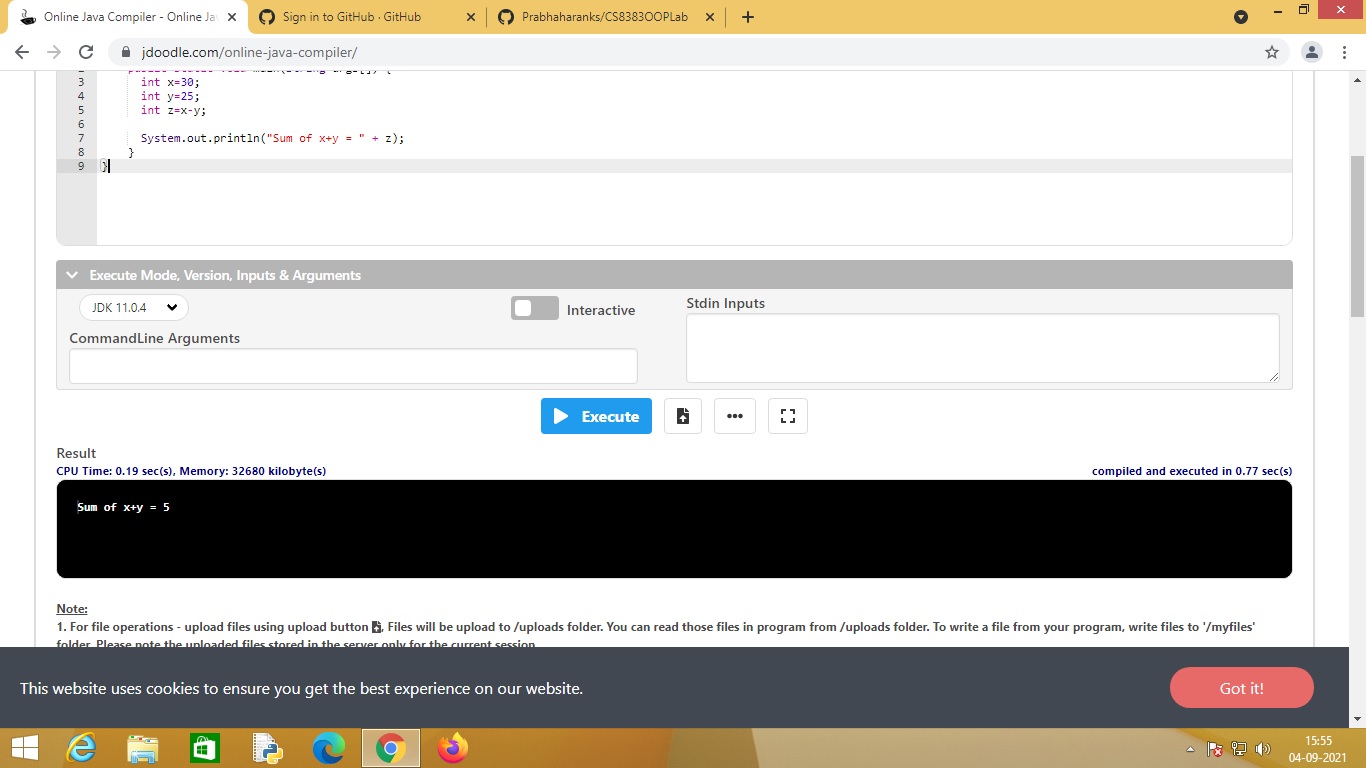 Online Java Compiler - Online Ja
Sign in to GitHub · GitHub
Prabhaharanks/CS8383OOPLab
jdoodle.com/online-java-compiler/
2 public static void main(String args[]) {
3 int x=30;
4 int y=25;
5 int z=x-y;
6
7 System.out.println("Sum of x+y = " + z);
8 }
9 }
Execute Mode, Version, Inputs & Arguments
JDK 11.0.4
Interactive
Stdin Inputs
CommandLine Arguments
Execute
Result
CPU Time: 0.19 sec(s), Memory: 32680 kilobyte(s)
compiled and executed in 0.77 sec(s)
Sum of x+y = 5
Note:
1. For file operations - upload files using upload button , Files will be upload to /uploads folder. You can read those files in program from /uploads folder. To write a file from your program, write files to '/myfiles'
folder. Please note the uploaded files stored in the server only for the current session.
This website uses cookies to ensure you get the best experience on our website.
Got it!
15:55
04-09-2021